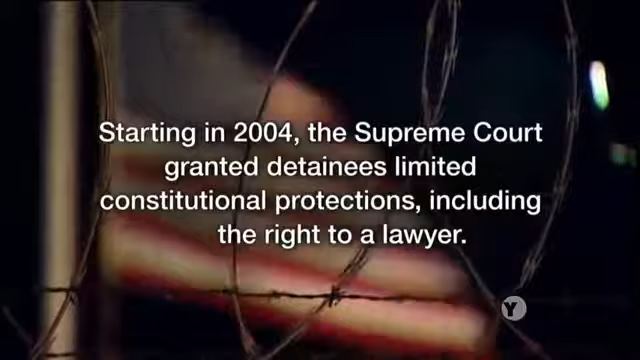 Starting in 2004, the Supreme Court
granted detainees limited
constitutional protections, including
the right to a lawyer.
Y